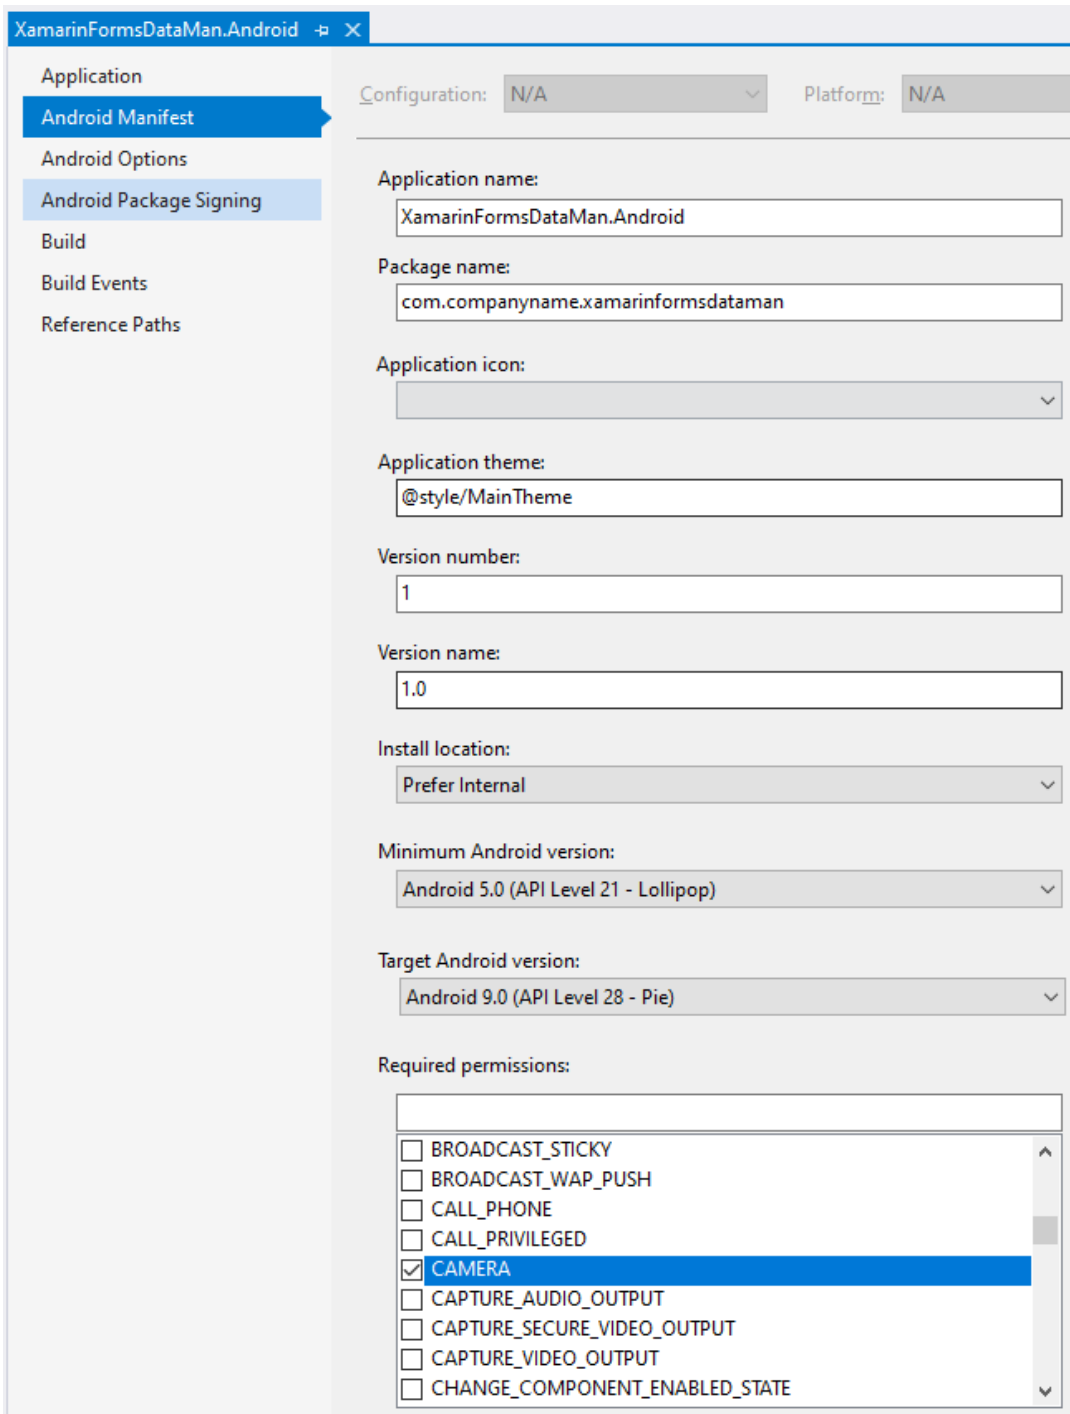 XamarinFormsDataMan.Android
Application
Android Manifest
Android Options
Android Package Signing
Build
Build Events
Reference Paths
Configuration: N/A Platform: N/A
Application name:
XamarinFormsDataMan.Android
Package name:
com.companyname.xamarinformsdataman
Application icon:
Application theme:
@style/MainTheme
Version number:
1
Version name:
1.0
Install location:
Prefer Internal
Minimum Android version:
Android 5.0 (API Level 21 - Lollipop)
Target Android version:
Android 9.0 (API Level 28 - Pie)
Required permissions:
BROADCAST_STICKY
BROADCAST_WAP_PUSH
CALL_PHONE
CALL_PRIVILEGED
CAMERA
CAPTURE_AUDIO_OUTPUT
CAPTURE_SECURE_VIDEO_OUTPUT
CAPTURE_VIDEO_OUTPUT
CHANGE_COMPONENT_ENABLED_STATE